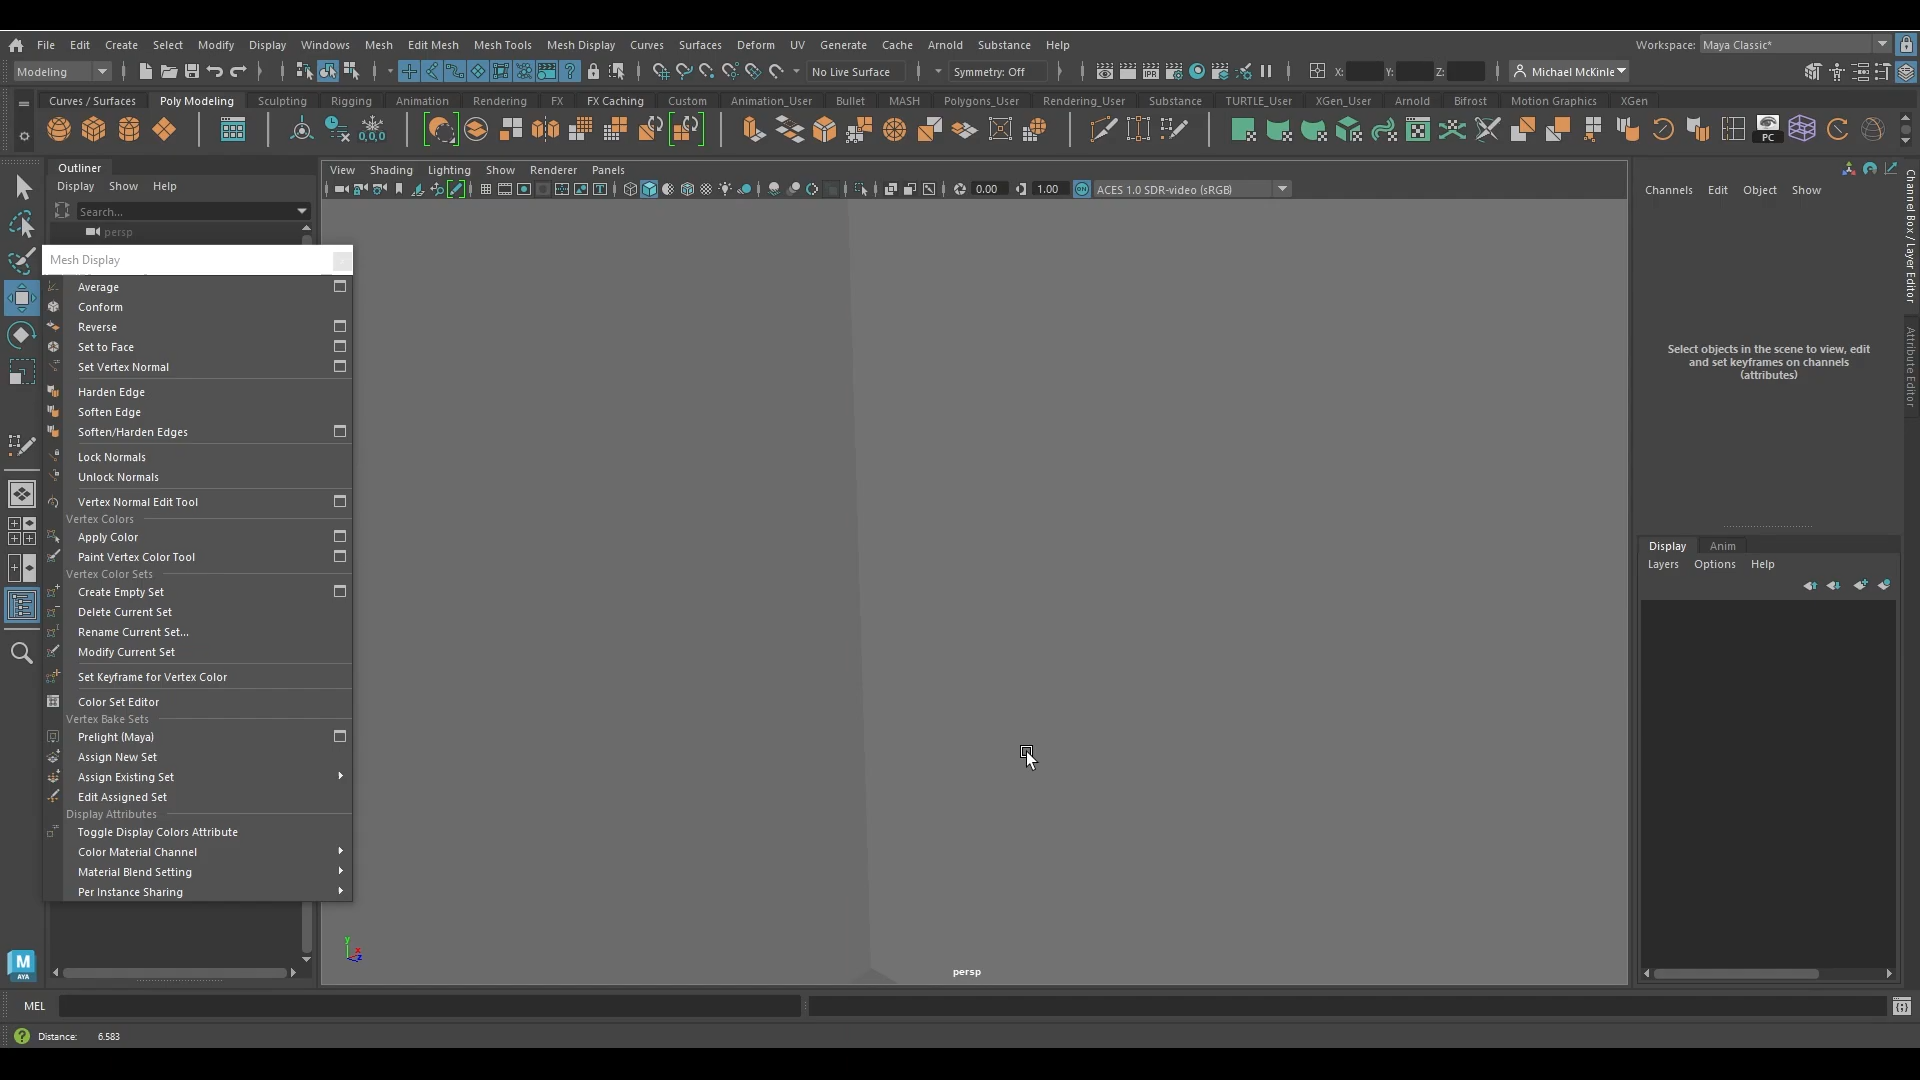 File Edit Create Select Modify Display Windows Mesh Edit Mesh Mesh Tools Mesh Display Curves Surfaces Deform UV Generate Cache Arnold Substance Help Workspace: Maya Classic*
Modeling No Live Surface Symmetry: Off X: Y: Z: Michael McKinle
Curves / Surfaces Poly Modeling Sculpting Rigging Animation Rendering FX FX Caching Custom Animation_User Bullet MASH Polygons_User Rendering_User Substance TURTLE_User XGen_User Arnold Bifrost Motion Graphics XGen
PC
Outliner
Display Show Help
Search...
persp
View Shading Lighting Show Renderer Panels
0.00 1.00 ON ACES 1.0 SDR-video (sRGB)
Mesh Display
Average
Conform
Reverse
Set to Face
Set Vertex Normal
Harden Edge
Soften Edge
Soften/Harden Edges
Lock Normals
Unlock Normals
Vertex Normal Edit Tool
Vertex Colors
Apply Color
Paint Vertex Color Tool
Vertex Color Sets
Create Empty Set
Delete Current Set
Rename Current Set...
Modify Current Set
Set Keyframe for Vertex Color
Color Set Editor
Vertex Bake Sets
Prelight (Maya)
Assign New Set
Assign Existing Set
Edit Assigned Set
Display Attributes
Toggle Display Colors Attribute
Color Material Channel
Material Blend Setting
Per Instance Sharing
y
x
z
persp
Channels Edit Object Show
Select objects in the scene to view, edit
and set keyframes on channels
(attributes)
Channel Box / Layer Editor
Attribute Editor
Display Anim
Layers Options Help
M
AYA
MEL
Distance: 6.583